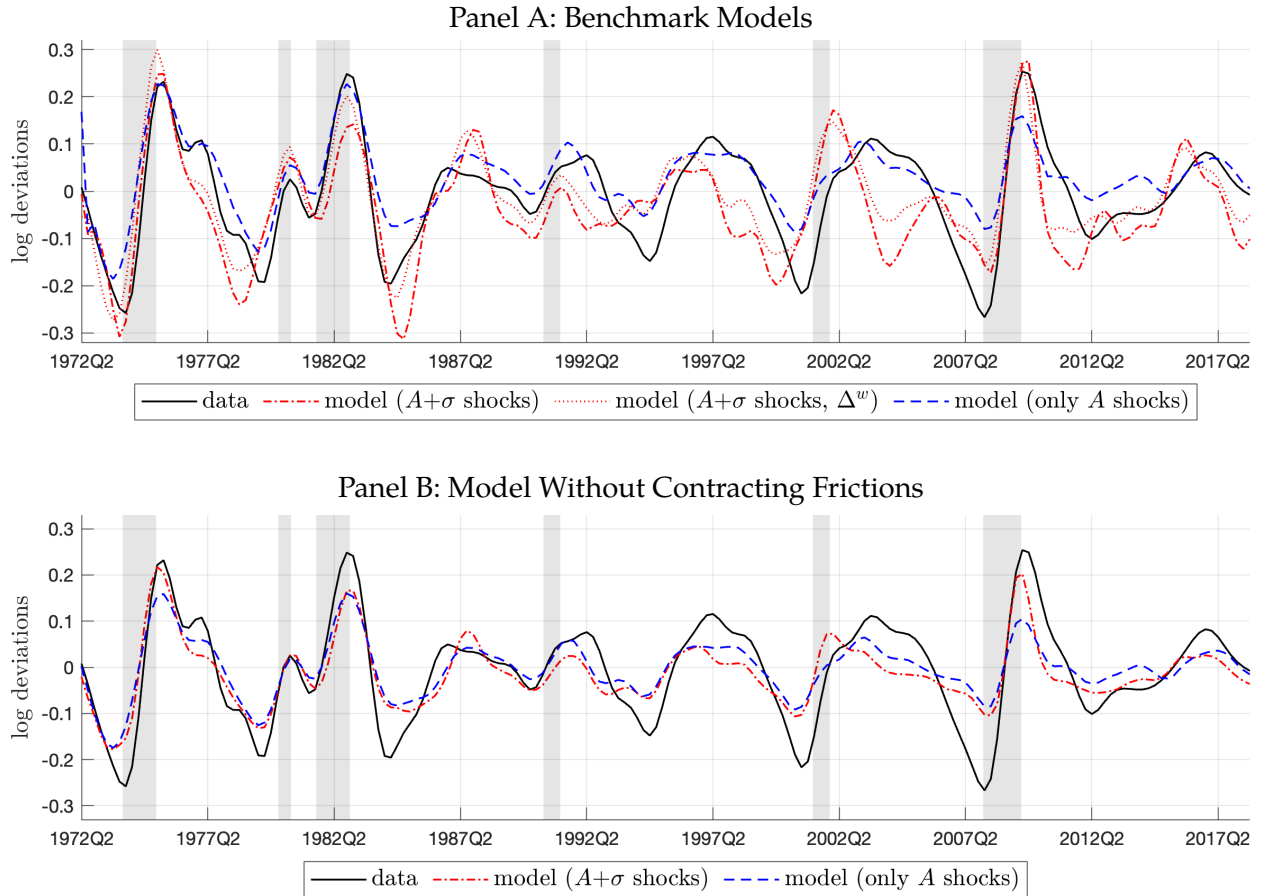 Panel A: Benchmark Models
log deviations
0.3
0.2
0.1
0
-0.1
-0.2
-0.3
1972Q2 1977Q2 1982Q2 1987Q2 1992Q2 1997Q2 2002Q2 2007Q2 2012Q2 2017Q2
data model (A+σ shocks) model (A+σ shocks, Δʷ) model (only A shocks)
Panel B: Model Without Contracting Frictions
log deviations
0.3
0.2
0.1
0
-0.1
-0.2
-0.3
1972Q2 1977Q2 1982Q2 1987Q2 1992Q2 1997Q2 2002Q2 2007Q2 2012Q2 2017Q2
data model (A+σ shocks) model (only A shocks)